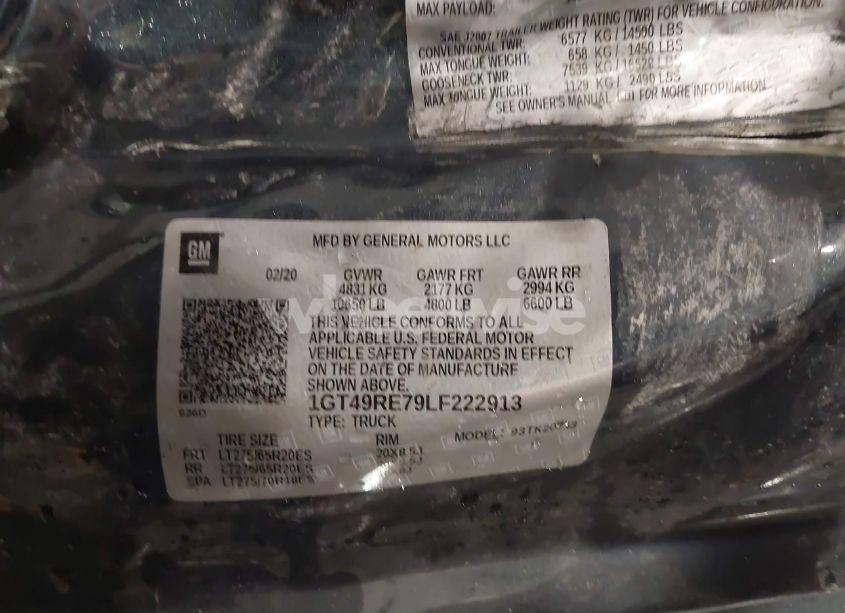 MAX PAYLOAD:
SAE J2807 TRAILER WEIGHT RATING (TWR) FOR VEHICLE CONFIGURATION.
CONVENTIONAL TWR: 6577 KG / 14500 LBS
MAX TONGUE WEIGHT: 658 KG / 1450 LBS
GOOSENECK TWR: LBS
MAX TONGUE WEIGHT: 1129 KG / 2490 LBS
SEE OWNER'S MANUAL FOR MORE INFORMATION
GM
MFD BY GENERAL MOTORS LLC
02/20 GVWR GAWR FRT GAWR RR
4831 KG 2177 KG 2994 KG
10650 LB 4800 LB 6600 LB
THIS VEHICLE CONFORMS TO ALL
APPLICABLE U.S. FEDERAL MOTOR
VEHICLE SAFETY STANDARDS IN EFFECT
ON THE DATE OF MANUFACTURE
SHOWN ABOVE.
1GT49RE79LF222913
TYPE: TRUCK
MODEL:
TIRE SIZE RIM
FRT LT275/65R20ES 20X8.5J
RR LT275/65R20ES
SPA LT275/70R18ES